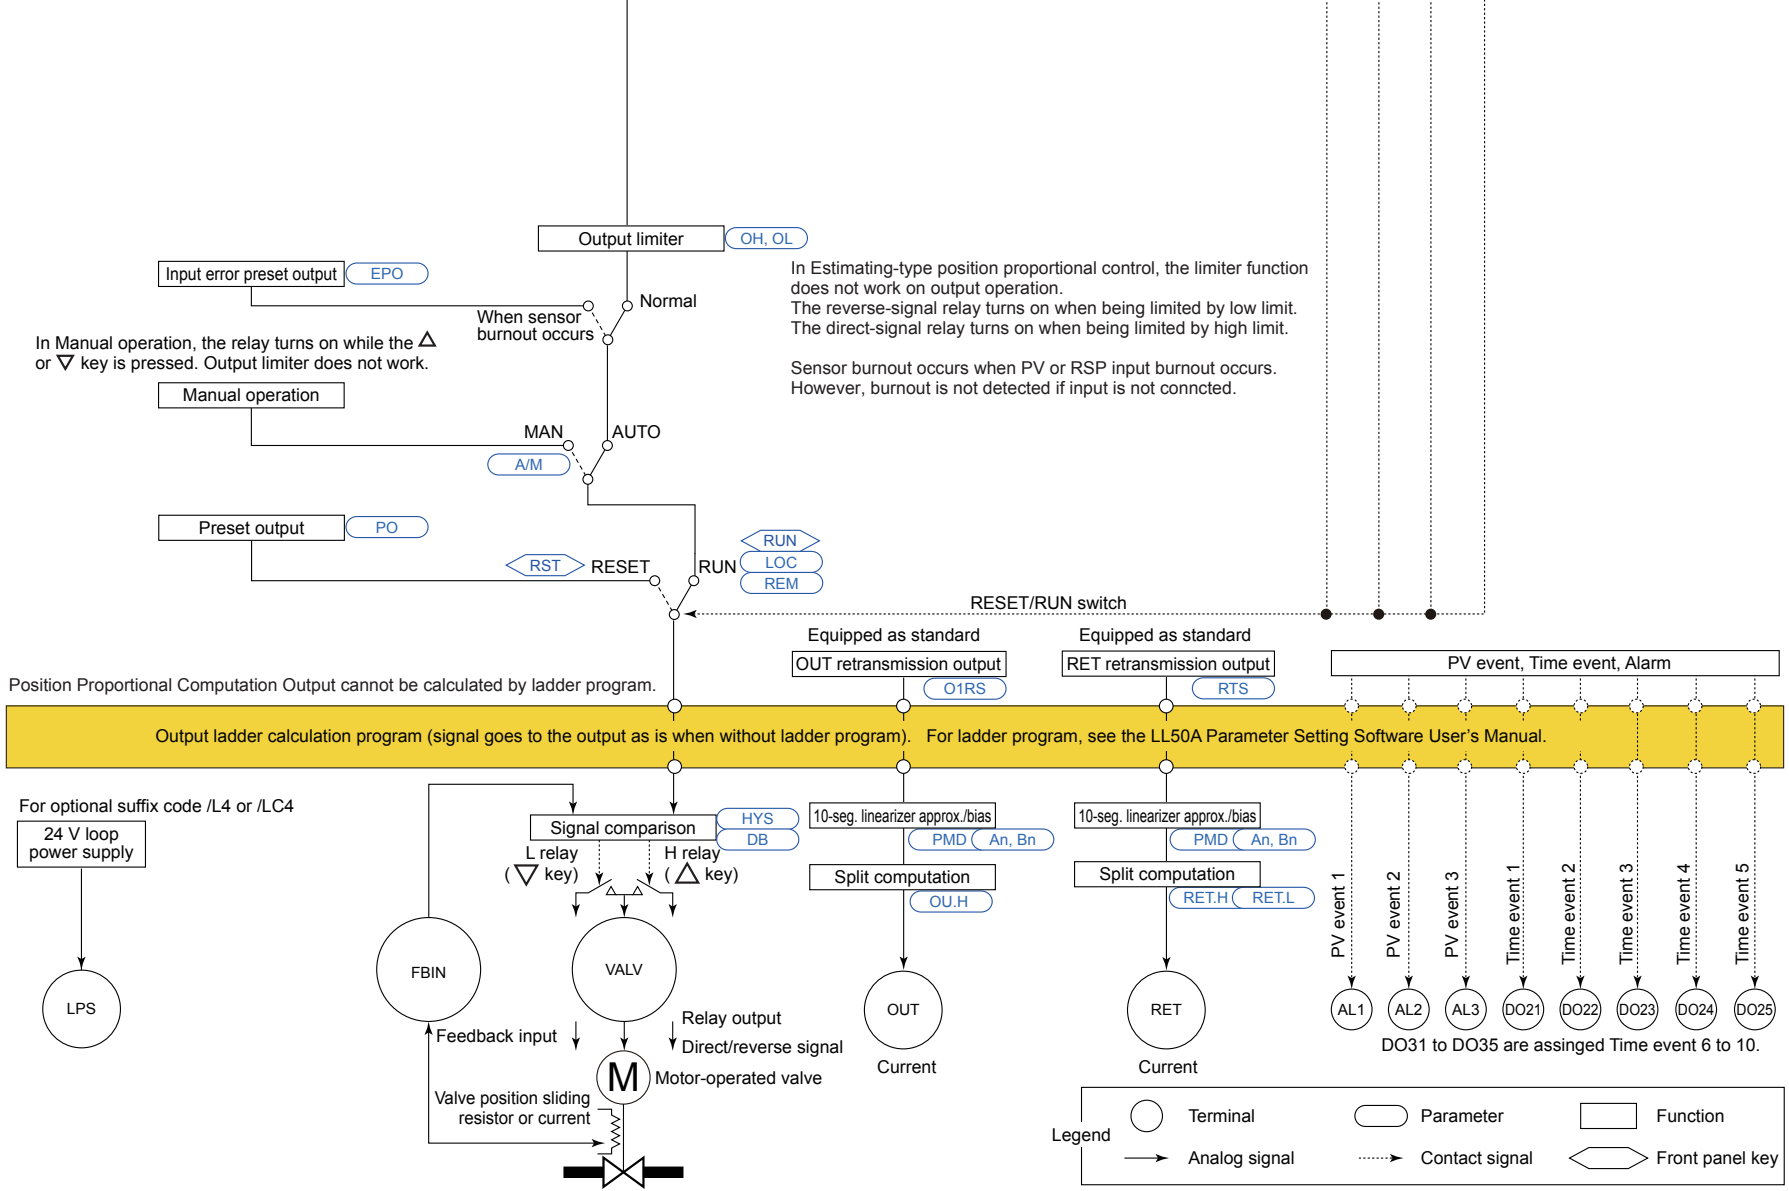 Output limiter
OH, OL
Input error preset output
EPO
In Estimating-type position proportional control, the limiter function
does not work on output operation.
The reverse-signal relay turns on when being limited by low limit.
The direct-signal relay turns on when being limited by high limit.
Normal
When sensor
burnout occurs
In Manual operation, the relay turns on while the △
or ▽ key is pressed. Output limiter does not work.
Sensor burnout occurs when PV or RSP input burnout occurs.
However, burnout is not detected if input is not conncted.
Manual operation
MAN
AUTO
A/M
Preset output
PO
RUN
RST
RESET
RUN
LOC
REM
RESET/RUN switch
Equipped as standard
Equipped as standard
OUT retransmission output
RET retransmission output
PV event, Time event, Alarm
Position Proportional Computation Output cannot be calculated by ladder program.
O1RS
RTS
Output ladder calculation program (signal goes to the output as is when without ladder program). For ladder program, see the LL50A Parameter Setting Software User's Manual.
For optional suffix code /L4 or /LC4
24 V loop
power supply
Signal comparison
HYS
DB
10-seg. linearizer approx./bias
10-seg. linearizer approx./bias
PMD
An, Bn
PMD
An, Bn
L relay
(▽ key)
H relay
(△ key)
Split computation
Split computation
OU.H
RET.H
RET.L
PV event 1
PV event 2
PV event 3
Time event 1
Time event 2
Time event 3
Time event 4
Time event 5
LPS
FBIN
VALV
OUT
RET
AL1
AL2
AL3
DO21
DO22
DO23
DO24
DO25
Feedback input
Relay output
Direct/reverse signal
DO31 to DO35 are assinged Time event 6 to 10.
Current
Current
M
Motor-operated valve
Valve position sliding
resistor or current
Legend
Terminal
Parameter
Function
Analog signal
Contact signal
Front panel key